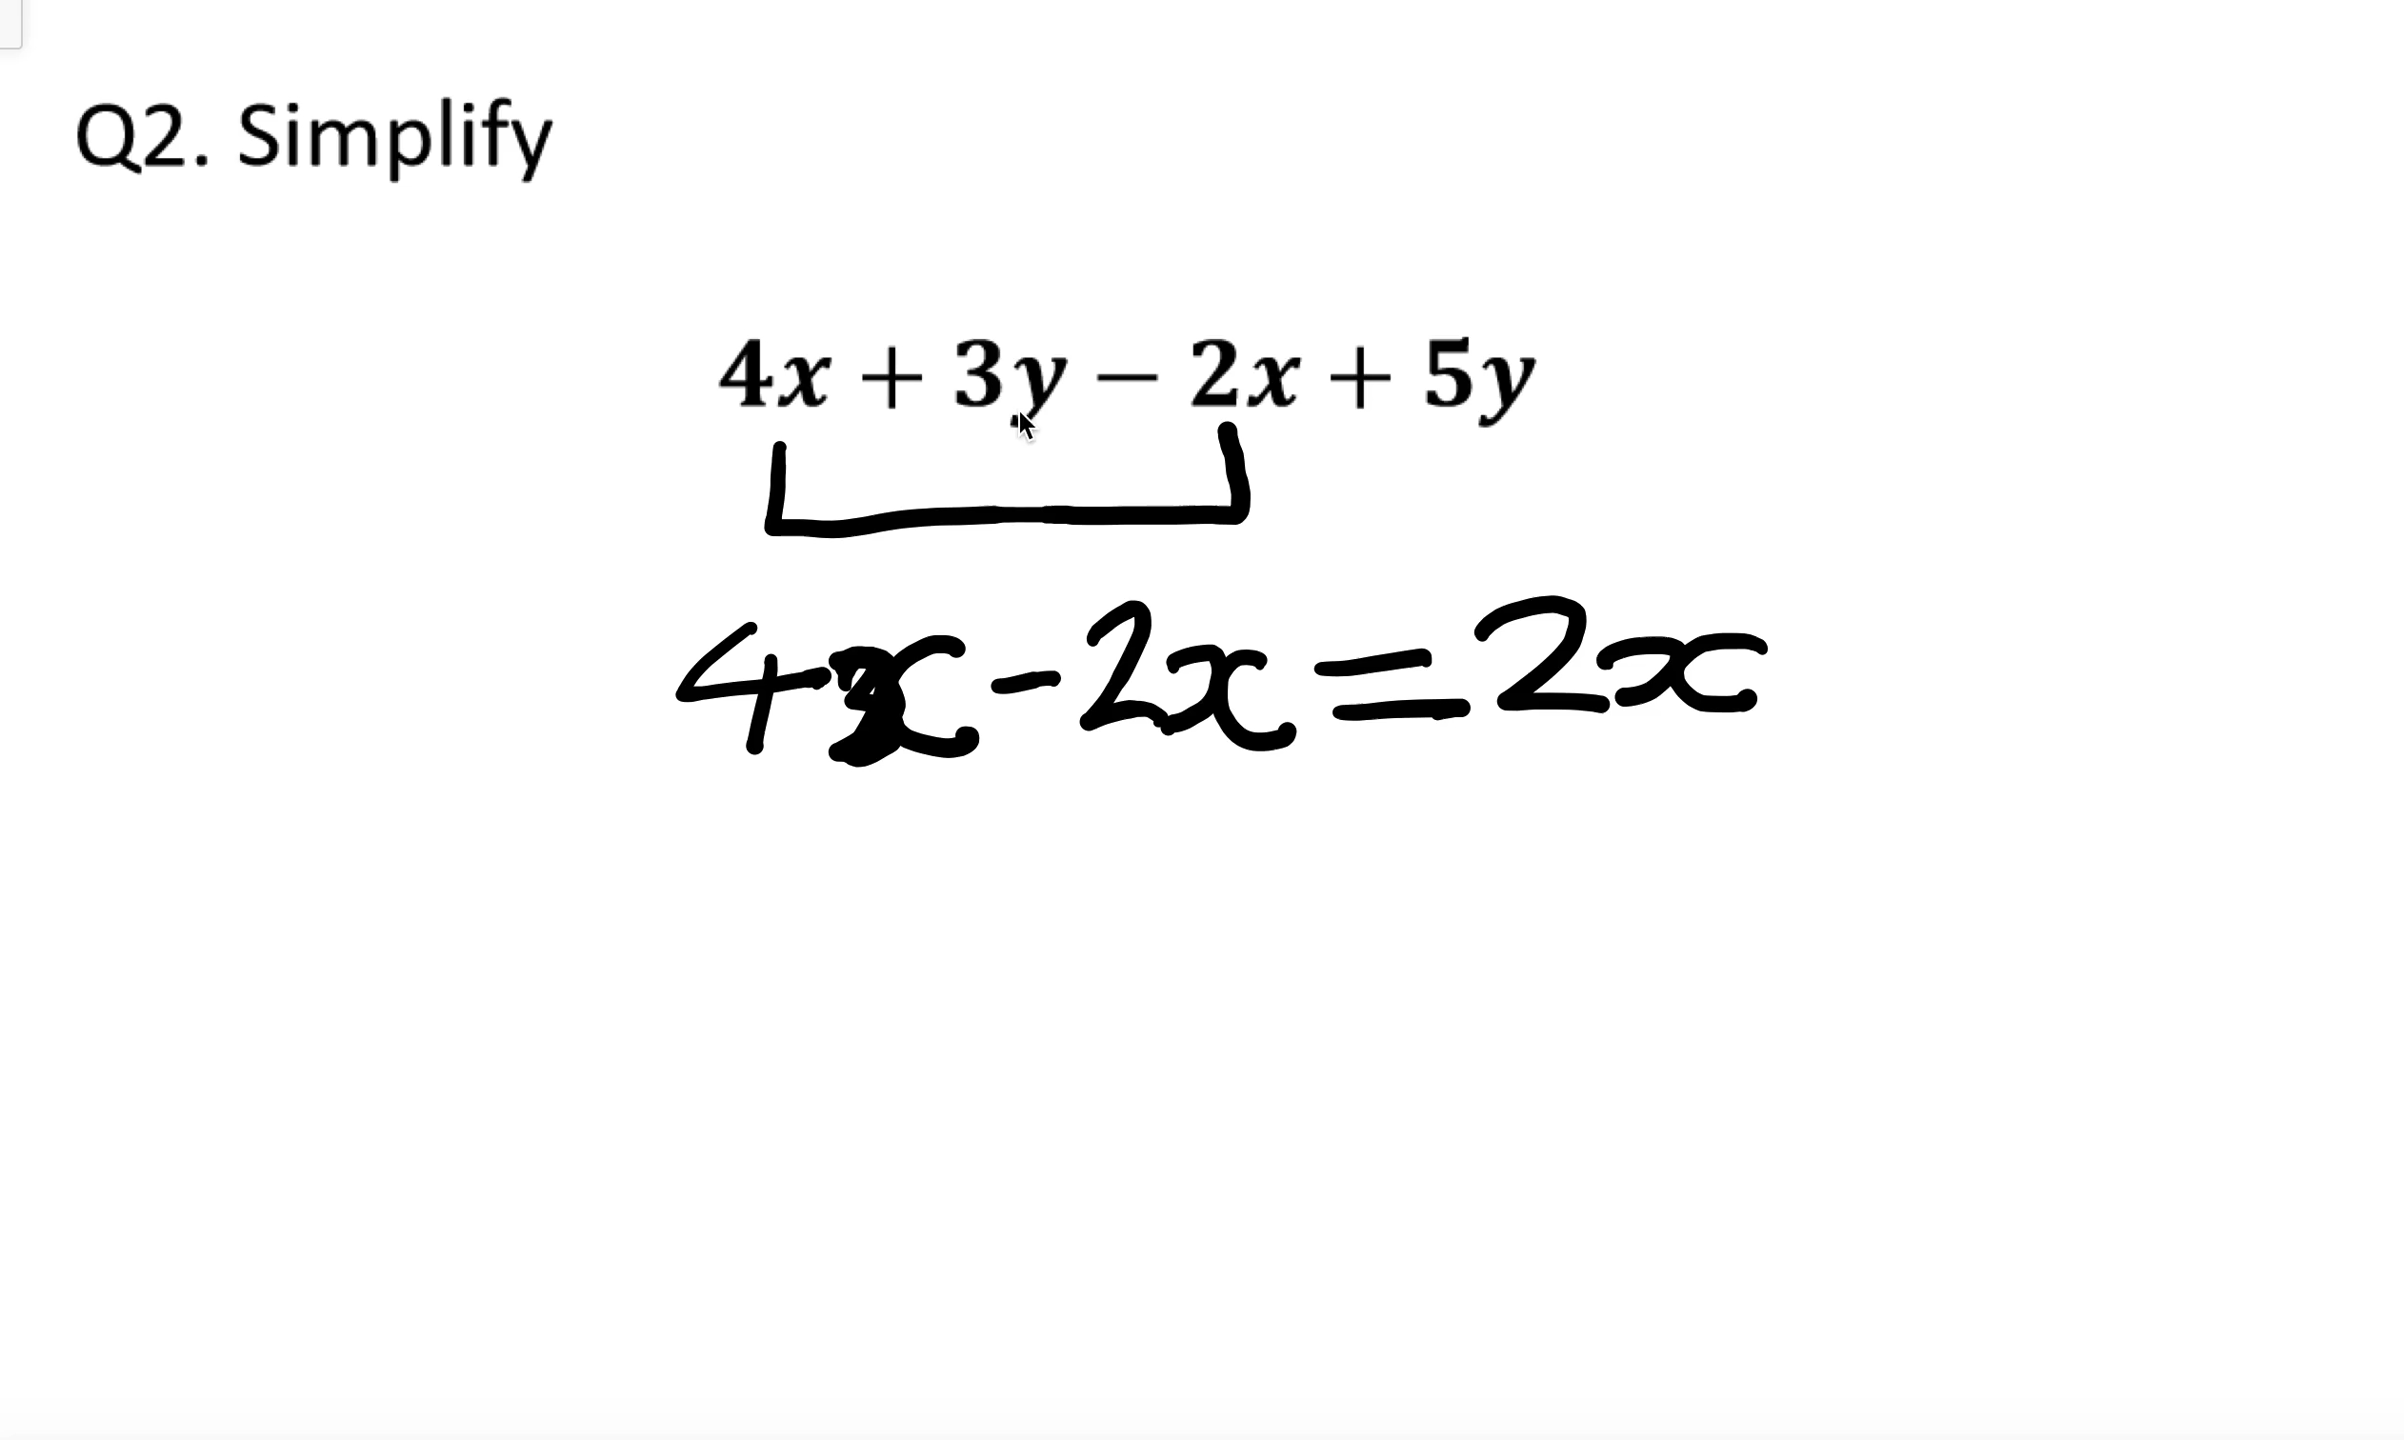 Q2. Simplify
4x + 3y − 2x + 5y
4x - 2x = 2x